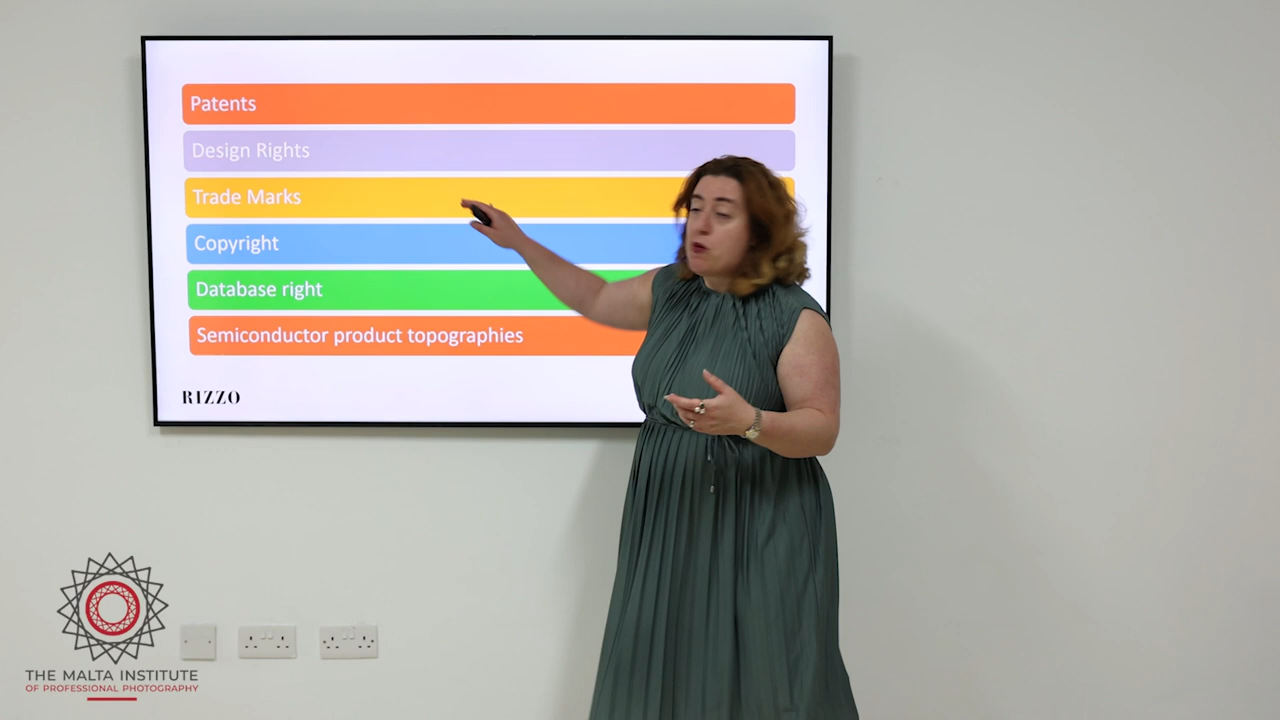 Patents
Design Rights
Trade Marks
Copyright
Database right
Semiconductor product topographies
RIZZO
THE MALTA INSTITUTE
OF PROFESSIONAL PHOTOGRAPHY